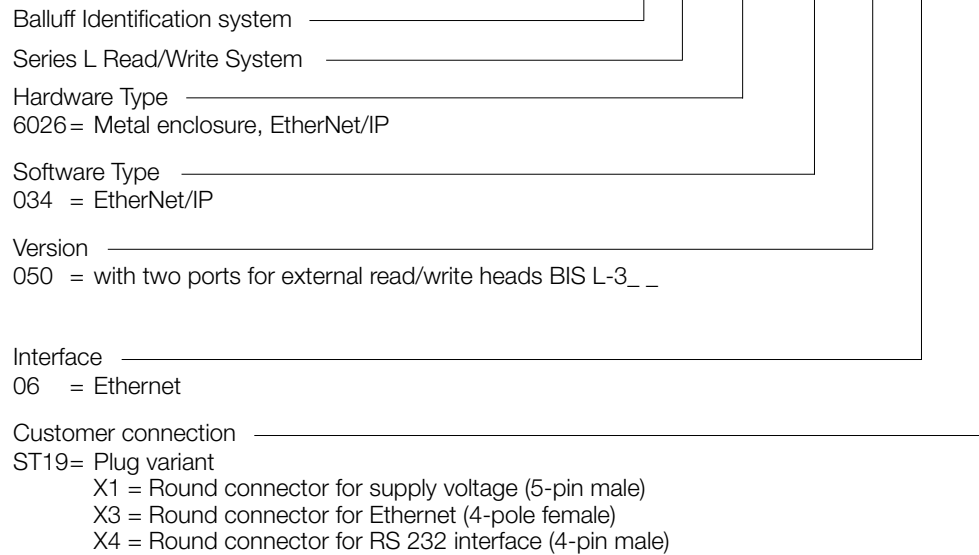 Balluff Identification system
Series L Read/Write System
Hardware Type
6026= Metal enclosure, EtherNet/IP
Software Type
034 = EtherNet/IP
Version
050 = with two ports for external read/write heads BIS L-3_ _
Interface
06 = Ethernet
Customer connection
ST19= Plug variant
X1 = Round connector for supply voltage (5-pin male)
X3 = Round connector for Ethernet (4-pole female)
X4 = Round connector for RS 232 interface (4-pin male)